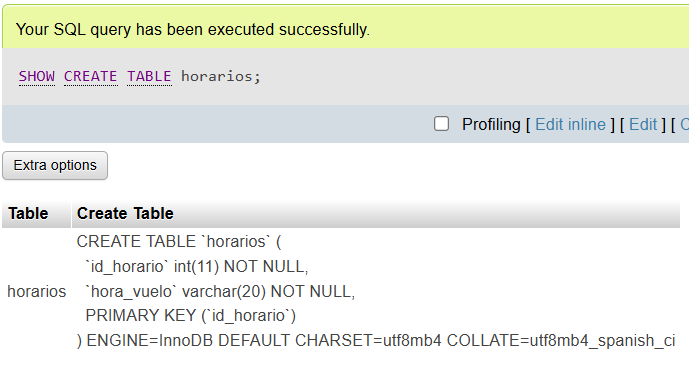 Your SQL query has been executed successfully.
SHOW CREATE TABLE horarios;
Profiling [ Edit inline ] [ Edit ] [
Extra options
Table Create Table
CREATE TABLE `horarios` (
`id_horario` int(11) NOT NULL,
horarios `hora_vuelo` varchar(20) NOT NULL,
PRIMARY KEY (`id_horario`)
) ENGINE=InnoDB DEFAULT CHARSET=utf8mb4 COLLATE=utf8mb4_spanish_ci